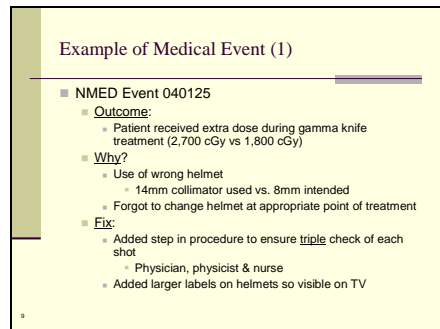 Example of Medical Event (1)
NMED Event 040125
Outcome:
Patient received extra dose during gamma knife
treatment (2,700 cGy vs 1,800 cGy)
Why?
Use of wrong helmet
14mm collimator used vs. 8mm intended
Forgot to change helmet at appropriate point of treatment
Fix:
Added step in procedure to ensure triple check of each
shot
Physician, physicist & nurse
Added larger labels on helmets so visible on TV
9